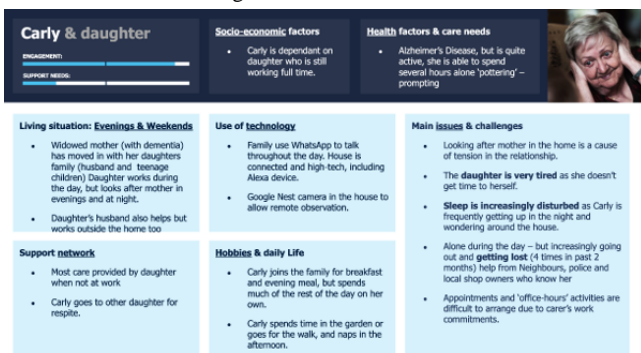 Carly & daughter
ENGAGEMENT:
SUPPORT NEEDS:
Socio-economic factors
• Carly is dependant on
daughter who is still
working full time.
Health factors & care needs
• Alzheimer's Disease, but is quite
active, she is able to spend
several hours alone 'pottering' –
prompting
Living situation: Evenings & Weekends
• Widowed mother (with dementia)
has moved in with her daughters
family (husband and teenage
children) Daughter works during
the day, but looks after mother in
evenings and at night.
• Daughter's husband also helps but
works outside the home too
Use of technology
• Family use WhatsApp to talk
throughout the day. House is
connected and high-tech, including
Alexa device.
• Google Nest camera in the house to
allow remote observation.
Main issues & challenges
• Looking after mother in the home is a cause
of tension in the relationship.
• The daughter is very tired as she doesn't
get time to herself.
• Sleep is increasingly disturbed as Carly is
frequently getting up in the night and
wondering around the house.
• Alone during the day – but increasingly going
out and getting lost (4 times in past 2
months) help from Neighbours, police and
local shop owners who know her
• Appointments and 'office-hours' activities are
difficult to arrange due to carer's work
commitments.
Support network
• Most care provided by daughter
when not at work
• Carly goes to other daughter for
respite.
Hobbies & daily Life
• Carly joins the family for breakfast
and evening meal, but spends
much of the rest of the day on her
own.
• Carly spends time in the garden or
goes for the walk, and naps in the
afternoon.